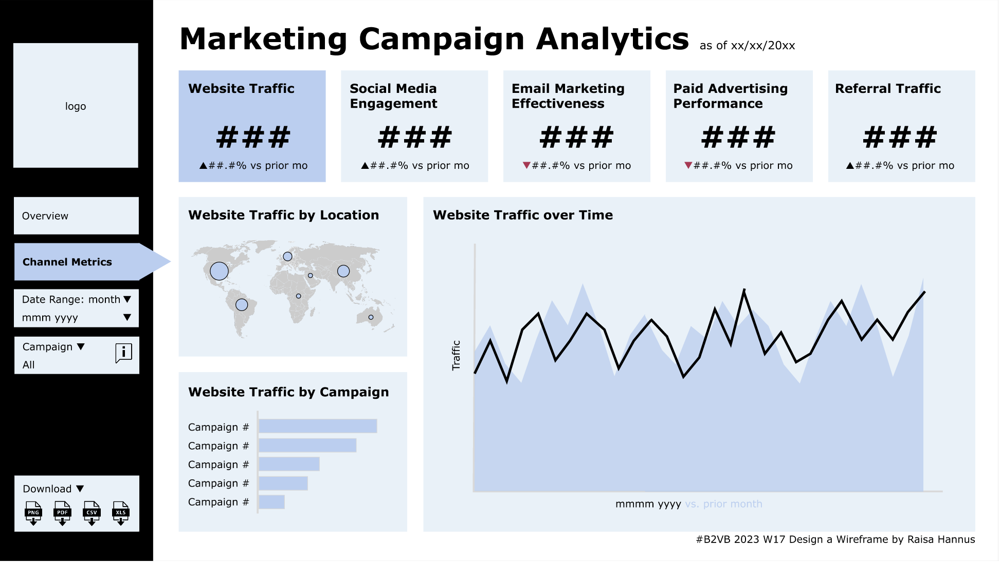 Marketing Campaign Analytics as of xx/xx/20xx
logo
Overview
Channel Metrics
Date Range: month ▼
mmm yyyy ▼
Campaign ▼
All
i
Download ▼
PNG PDF CSV XLS
Website Traffic
###
▲##.#% vs prior mo
Social Media
Engagement
###
▲##.#% vs prior mo
Email Marketing
Effectiveness
###
▼##.#% vs prior mo
Paid Advertising
Performance
###
▼##.#% vs prior mo
Referral Traffic
###
▲##.#% vs prior mo
Website Traffic by Location
Website Traffic by Campaign
Campaign #
Campaign #
Campaign #
Campaign #
Campaign #
Website Traffic over Time
Traffic
mmmm yyyy vs. prior month
#B2VB 2023 W17 Design a Wireframe by Raisa Hannus